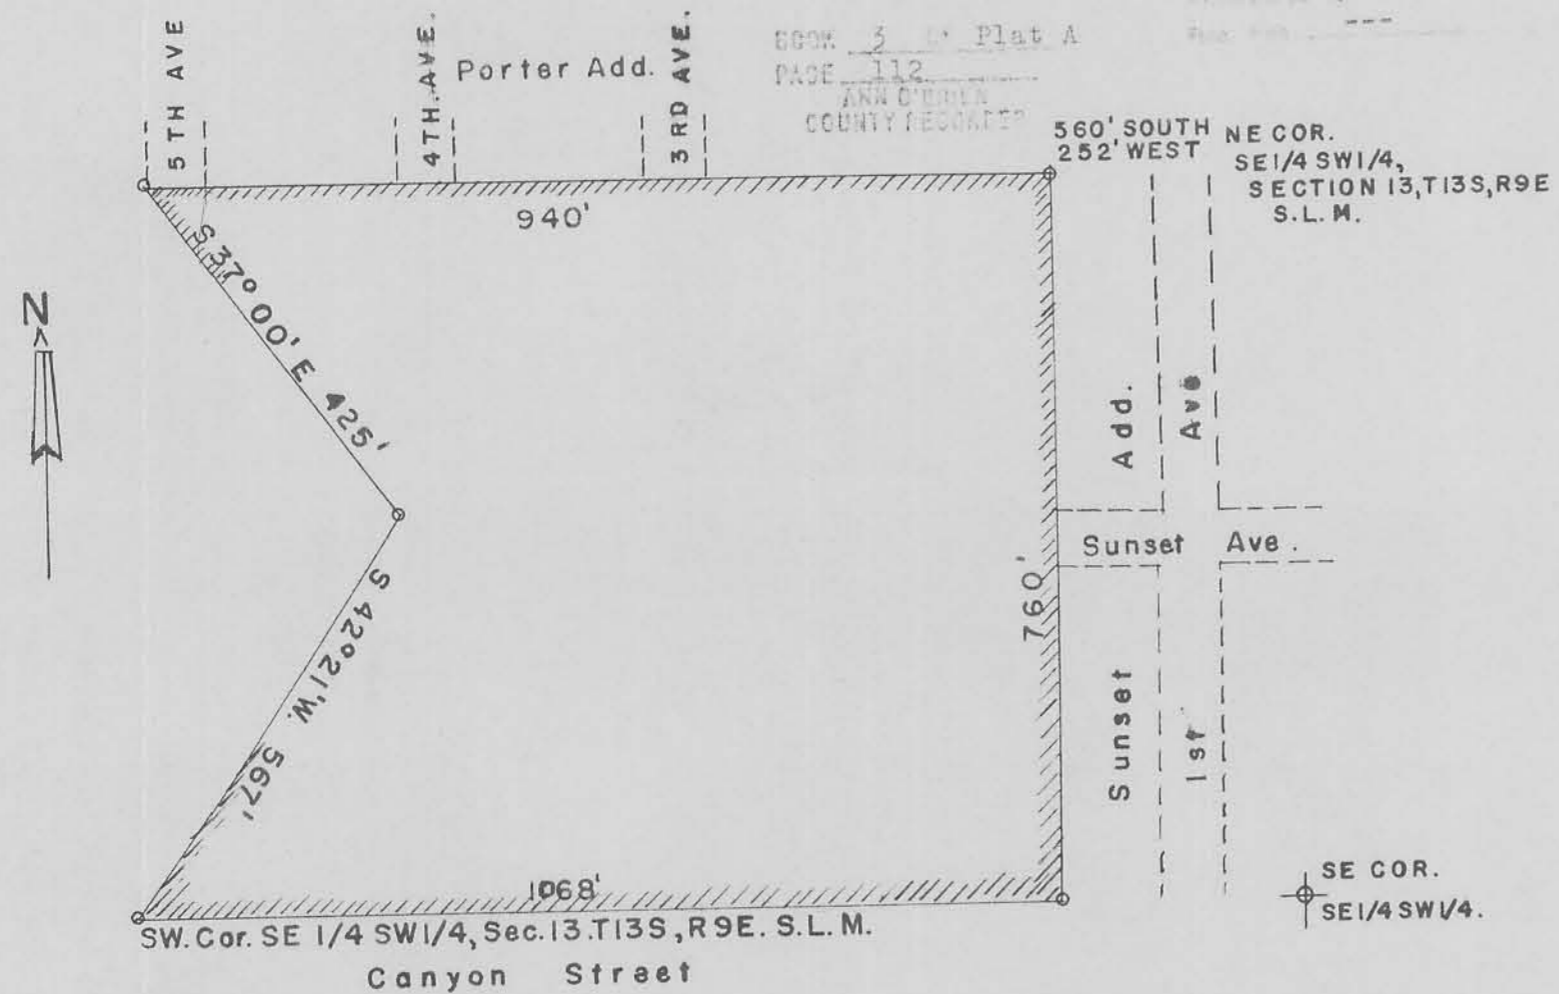 5TH AVE
4TH. AVE.
Porter Add.
3RD AVE.
BOOK 3 Plat A
PAGE 112
ANN O'BRIEN
COUNTY RECORDER
---
560' SOUTH
252' WEST
NE COR.
SE1/4 SW1/4,
SECTION 13,T13S,R9E
S.L.M.
940'
N
S 37° 00' E 425'
Add.
Ave
Sunset Ave.
760'
S 42°21'W. 567'
Sunset
1st
1068'
SE COR.
SE1/4 SW1/4.
SW. Cor. SE 1/4 SW1/4, Sec.13.T13S,R9E. S.L.M.
Canyon Street